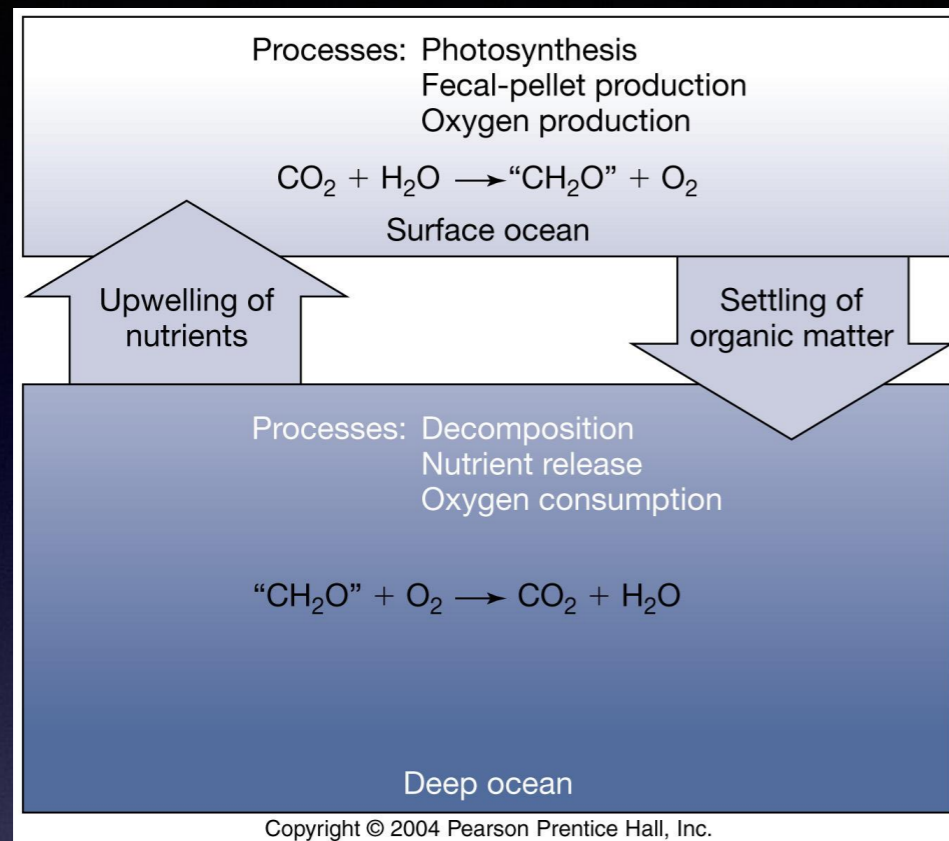 Processes: Photosynthesis
Fecal-pellet production
Oxygen production
CO₂ + H₂O ⟶ “CH₂O” + O₂
Surface ocean
Upwelling of
nutrients
Settling of
organic matter
Processes: Decomposition
Nutrient release
Oxygen consumption
“CH₂O” + O₂ ⟶ CO₂ + H₂O
Deep ocean
Copyright © 2004 Pearson Prentice Hall, Inc.